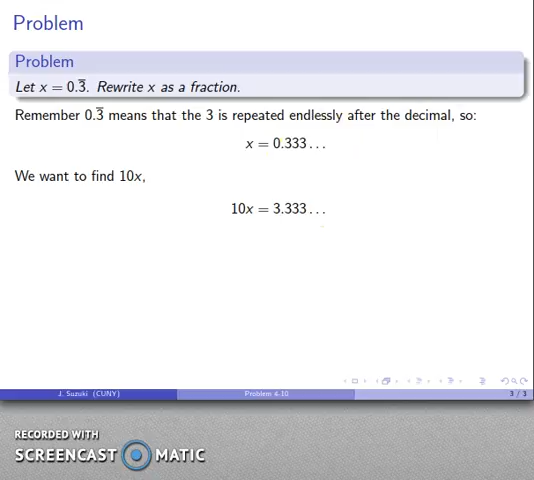 Problem
Problem
Let x = 0.3̅. Rewrite x as a fraction.
Remember 0.3̅ means that the 3 is repeated endlessly after the decimal, so:
x = 0.333 . . .
We want to find 10x,
10x = 3.333 . . .
J. Suzuki (CUNY) Problem 4-10 3 / 3
RECORDED WITH
SCREENCAST MATIC